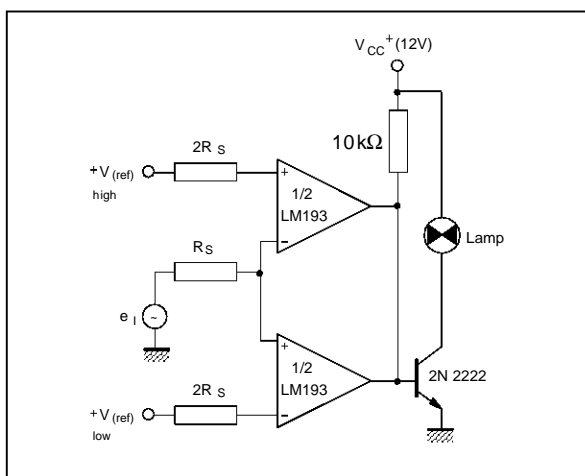 V CC + (12V)
2R S
10kΩ
+V (ref)
high
+
1/2
LM193
−
Lamp
R S
e I
~
+
1/2
LM193
−
2N 2222
2R S
+V (ref)
low